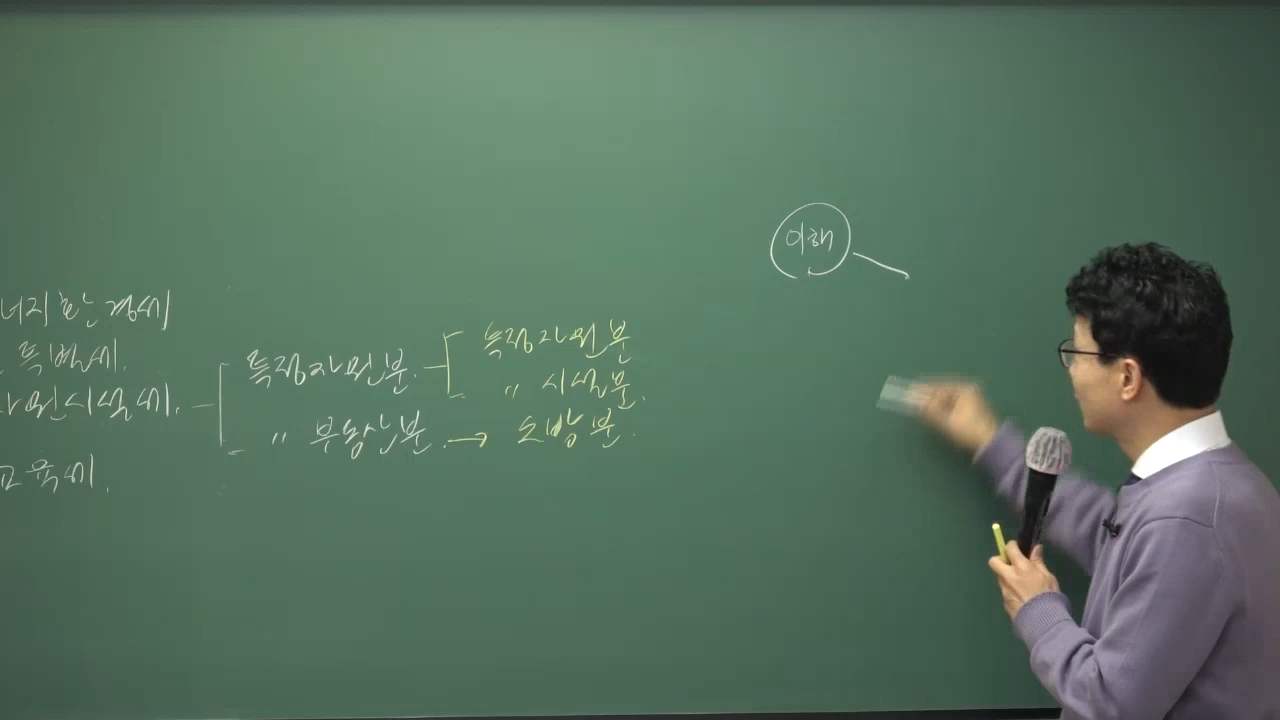 이해
너지환경세
특별세.
자원시설세.
교육세.
특정자원분.
〃 부동산분. →
특정자원분
〃 시설분.
소방분.